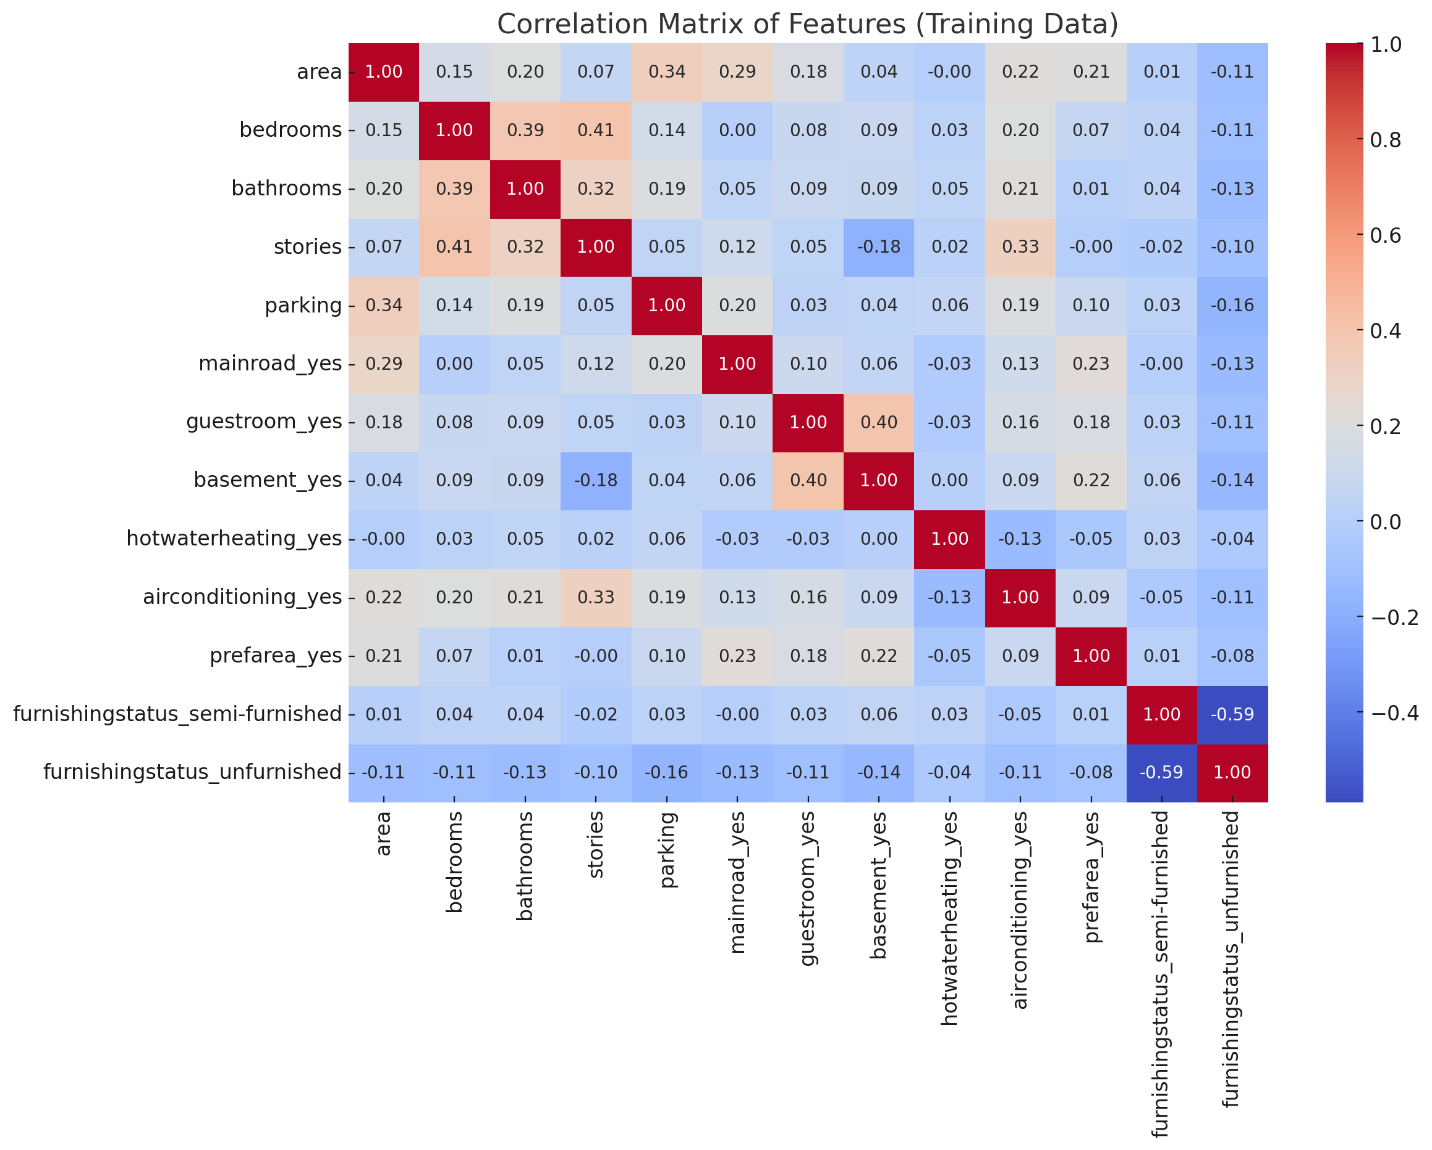 Correlation Matrix of Features (Training Data)
area 1.00 0.15 0.20 0.07 0.34 0.29 0.18 0.04 -0.00 0.22 0.21 0.01 -0.11
bedrooms 0.15 1.00 0.39 0.41 0.14 0.00 0.08 0.09 0.03 0.20 0.07 0.04 -0.11
bathrooms 0.20 0.39 1.00 0.32 0.19 0.05 0.09 0.09 0.05 0.21 0.01 0.04 -0.13
stories 0.07 0.41 0.32 1.00 0.05 0.12 0.05 -0.18 0.02 0.33 -0.00 -0.02 -0.10
parking 0.34 0.14 0.19 0.05 1.00 0.20 0.03 0.04 0.06 0.19 0.10 0.03 -0.16
mainroad_yes 0.29 0.00 0.05 0.12 0.20 1.00 0.10 0.06 -0.03 0.13 0.23 -0.00 -0.13
guestroom_yes 0.18 0.08 0.09 0.05 0.03 0.10 1.00 0.40 -0.03 0.16 0.18 0.03 -0.11
basement_yes 0.04 0.09 0.09 -0.18 0.04 0.06 0.40 1.00 0.00 0.09 0.22 0.06 -0.14
hotwaterheating_yes -0.00 0.03 0.05 0.02 0.06 -0.03 -0.03 0.00 1.00 -0.13 -0.05 0.03 -0.04
airconditioning_yes 0.22 0.20 0.21 0.33 0.19 0.13 0.16 0.09 -0.13 1.00 0.09 -0.05 -0.11
prefarea_yes 0.21 0.07 0.01 -0.00 0.10 0.23 0.18 0.22 -0.05 0.09 1.00 0.01 -0.08
furnishingstatus_semi-furnished 0.01 0.04 0.04 -0.02 0.03 -0.00 0.03 0.06 0.03 -0.05 0.01 1.00 -0.59
furnishingstatus_unfurnished -0.11 -0.11 -0.13 -0.10 -0.16 -0.13 -0.11 -0.14 -0.04 -0.11 -0.08 -0.59 1.00
area
bedrooms
bathrooms
stories
parking
mainroad_yes
guestroom_yes
basement_yes
hotwaterheating_yes
airconditioning_yes
prefarea_yes
furnishingstatus_semi-furnished
furnishingstatus_unfurnished
1.0
0.8
0.6
0.4
0.2
0.0
−0.2
−0.4